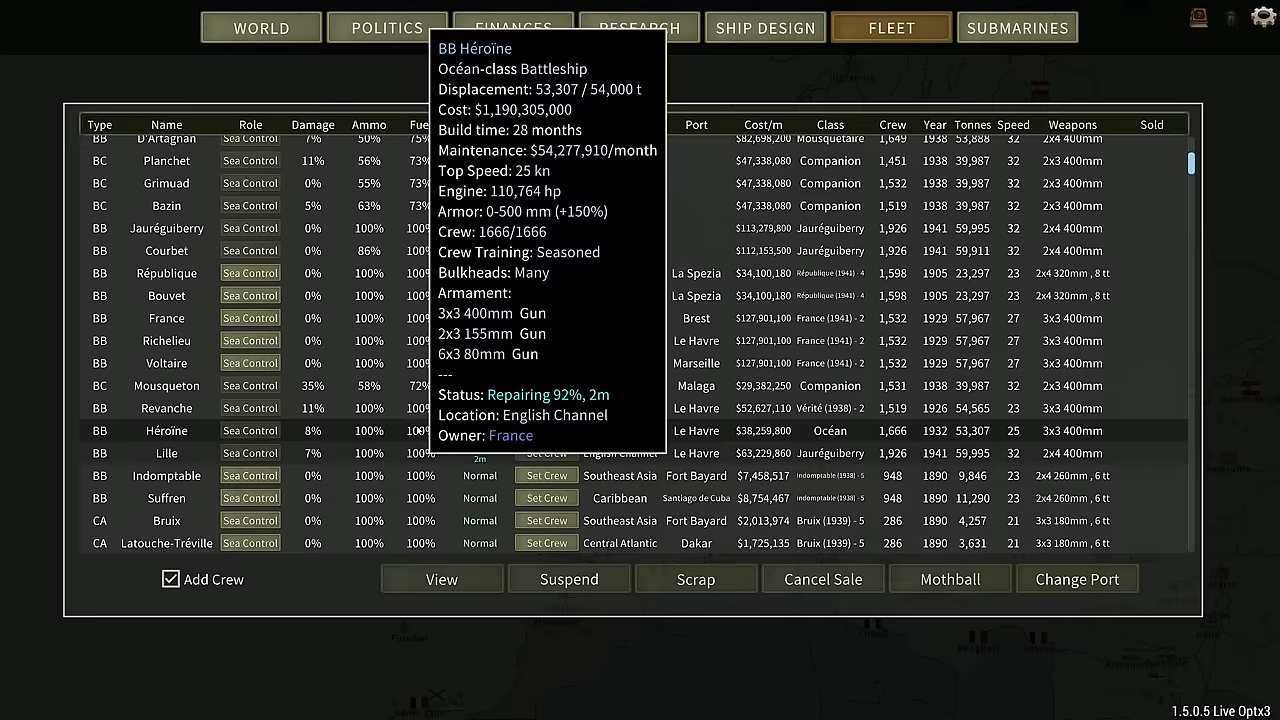 WORLD POLITICS FINANCES RESEARCH SHIP DESIGN FLEET SUBMARINES
BB Héroïne
Océan-class Battleship
Displacement: 53,307 / 54,000 t
Cost: $1,190,305,000
Build time: 28 months
Maintenance: $54,277,910/month
Top Speed: 25 kn
Engine: 110,764 hp
Armor: 0-500 mm (+150%)
Crew: 1666/1666
Crew Training: Seasoned
Bulkheads: Many
Armament:
3x3 400mm Gun
2x3 155mm Gun
6x3 80mm Gun
---
Status: Repairing 92%, 2m
Location: English Channel
Owner: France
Type Name Role Damage Ammo Port Cost/m Class Crew Year Tonnes Speed Weapons Sold
BB D'Artagnan Sea Control 7% 50% 75% $82,698,200 Mousquetaire 1,649 1938 53,888 32 2x4 400mm
BC Planchet Sea Control 11% 56% 73% $47,338,080 Companion 1,451 1938 39,987 32 2x3 400mm
BC Grimuad Sea Control 0% 55% 73% $47,338,080 Companion 1,532 1938 39,987 32 2x3 400mm
BC Bazin Sea Control 5% 63% 73% $47,338,080 Companion 1,519 1938 39,987 32 2x3 400mm
BB Jauréguiberry Sea Control 0% 100% 100% $113,279,800 Jauréguiberry 1,926 1941 59,995 32 2x4 400mm
BB Courbet Sea Control 0% 86% 100% $112,153,500 Jauréguiberry 1,926 1941 59,911 32 2x4 400mm
BB République Sea Control 0% 100% 100% La Spezia $34,100,180 République (1941) - 4 1,598 1905 23,297 23 2x4 320mm , 8 tt
BB Bouvet Sea Control 0% 100% 100% La Spezia $34,100,180 République (1941) - 4 1,598 1905 23,297 23 2x4 320mm , 8 tt
BB France Sea Control 0% 100% 100% Brest $127,901,100 France (1941) - 2 1,532 1929 57,967 27 3x3 400mm
BB Richelieu Sea Control 0% 100% 100% Le Havre $127,901,100 France (1941) - 2 1,532 1929 57,967 27 3x3 400mm
BB Voltaire Sea Control 0% 100% 100% Marseille $127,901,100 France (1941) - 2 1,532 1929 57,967 27 3x3 400mm
BC Mousqueton Sea Control 35% 58% 72% Malaga $29,382,250 Companion 1,531 1938 39,987 32 2x3 400mm
BB Revanche Sea Control 11% 100% 100% Le Havre $52,627,110 Vérité (1938) - 2 1,519 1926 54,565 23 3x3 400mm
BB Héroïne Sea Control 8% 100% 100% Le Havre $38,259,800 Océan 1,666 1932 53,307 25 3x3 400mm
BB Lille Sea Control 7% 100% 100% 2m Set Crew English Channel Le Havre $63,229,860 Jauréguiberry 1,926 1941 59,995 32 2x4 400mm
BB Indomptable Sea Control 0% 100% 100% Normal Set Crew Southeast Asia Fort Bayard $7,458,517 Indomptable (1938) - 5 948 1890 9,846 23 2x4 260mm , 6 tt
BB Suffren Sea Control 0% 100% 100% Normal Set Crew Caribbean Santiago de Cuba $8,754,467 Indomptable (1938) - 5 948 1890 11,290 23 2x4 260mm , 6 tt
CA Bruix Sea Control 0% 100% 100% Normal Set Crew Southeast Asia Fort Bayard $2,013,974 Bruix (1939) - 5 286 1890 4,257 21 3x3 180mm , 6 tt
CA Latouche-Tréville Sea Control 0% 100% 100% Normal Set Crew Central Atlantic Dakar $1,725,135 Bruix (1939) - 5 286 1890 3,631 21 3x3 180mm , 6 tt
Add Crew View Suspend Scrap Cancel Sale Mothball Change Port
1.5.0.5 Live Optx3